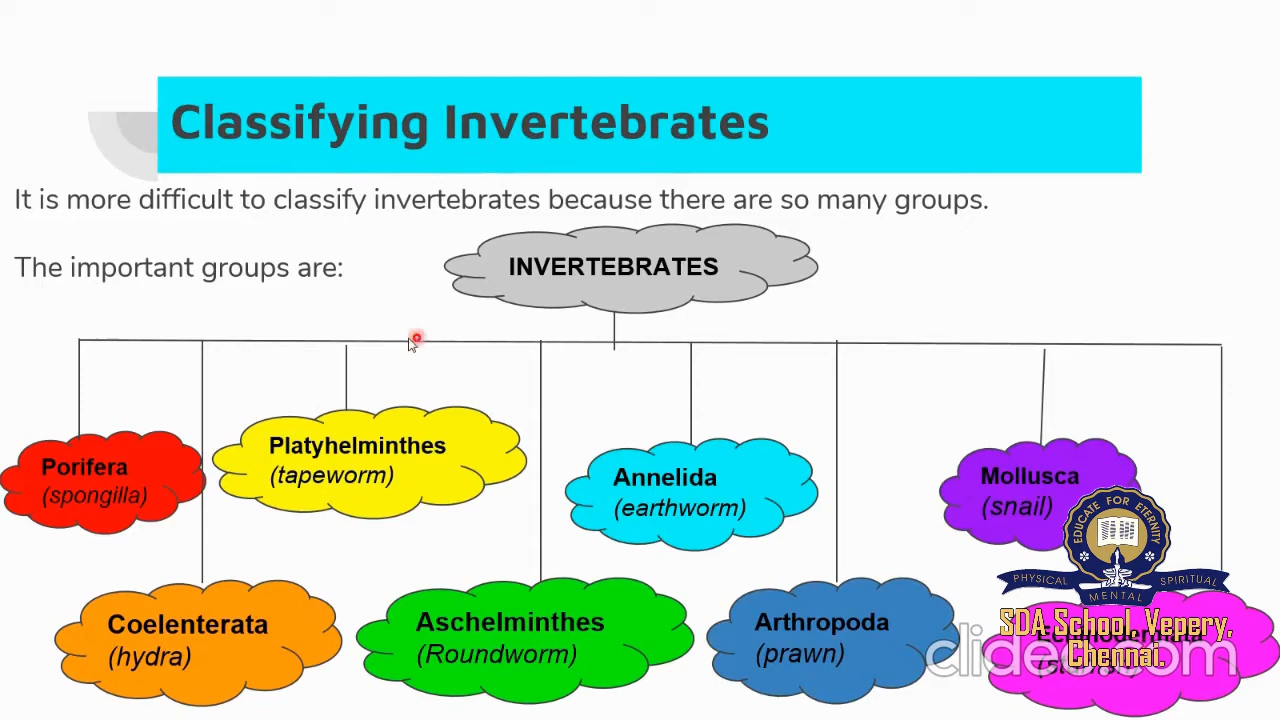 Classifying Invertebrates
It is more difficult to classify invertebrates because there are so many groups.
The important groups are:
INVERTEBRATES
Porifera
(spongilla)
Platyhelminthes
(tapeworm)
Annelida
(earthworm)
Mollusca
(snail)
Coelenterata
(hydra)
Aschelminthes
(Roundworm)
Arthropoda
(prawn)
EDUCATE FOR ETERNITY
PHYSICAL
MENTAL
SPIRITUAL
SDA School, Vepery,
Chennai.
clideo.com